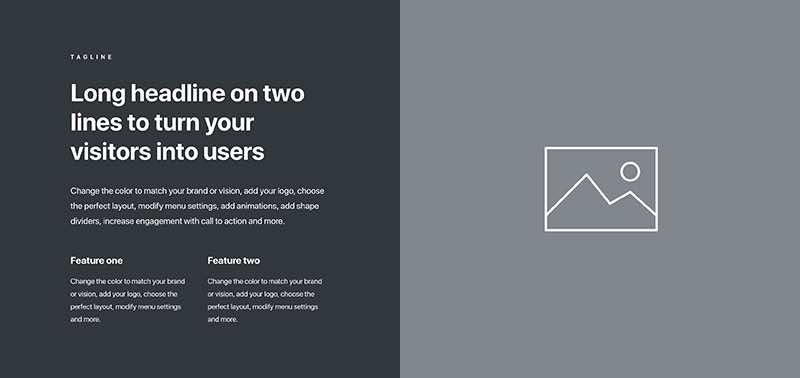 TAGLINE
Long headline on two
lines to turn your
visitors into users
Change the color to match your brand or vision, add your logo, choose
the perfect layout, modify menu settings, add animations, add shape
dividers, increase engagement with call to action and more.
Feature one
Change the color to match your brand
or vision, add your logo, choose the
perfect layout, modify menu settings
and more.
Feature two
Change the color to match your brand
or vision, add your logo, choose the
perfect layout, modify menu settings
and more.